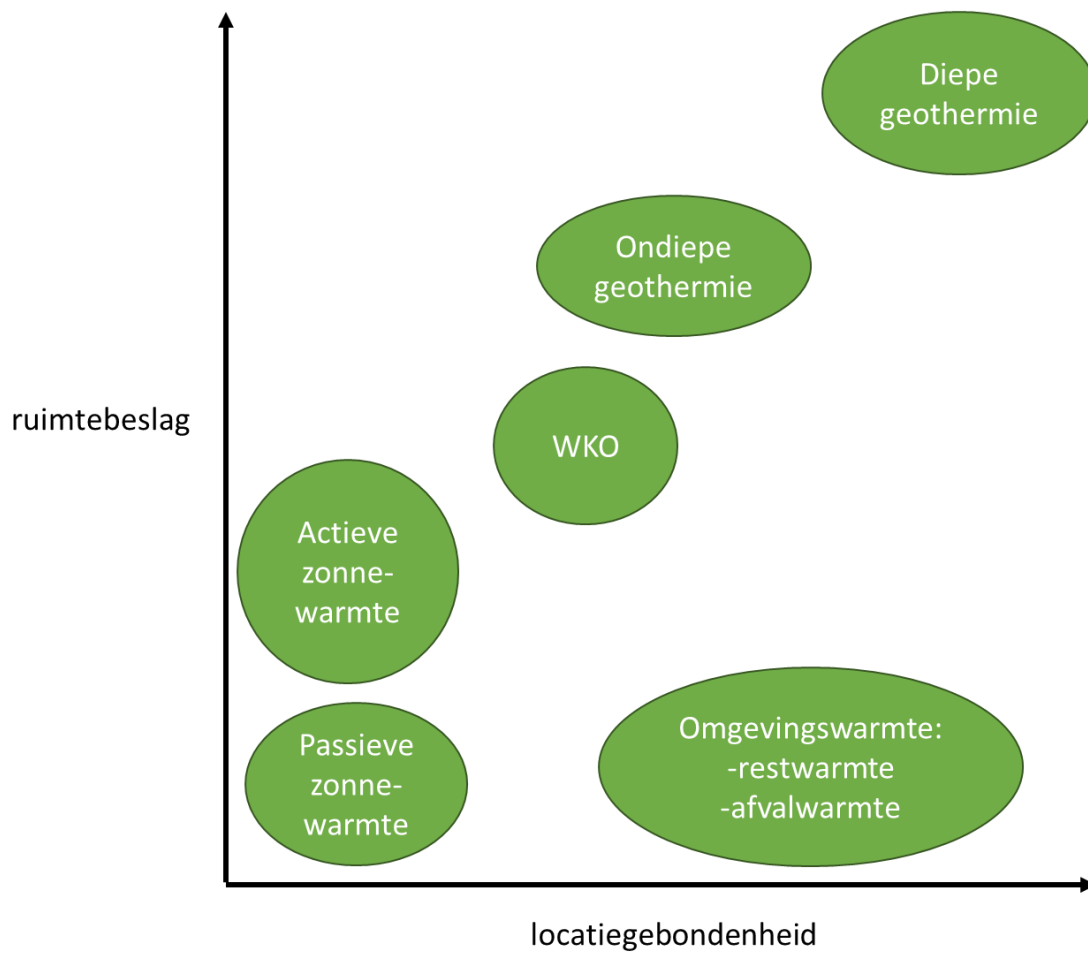 Diepe
geothermie
Ondiepe
geothermie
ruimtebeslag
WKO
Actieve
zonne-
warmte
Passieve
zonne-
warmte
Omgevingswarmte:
-restwarmte
-afvalwarmte
locatiegebondenheid